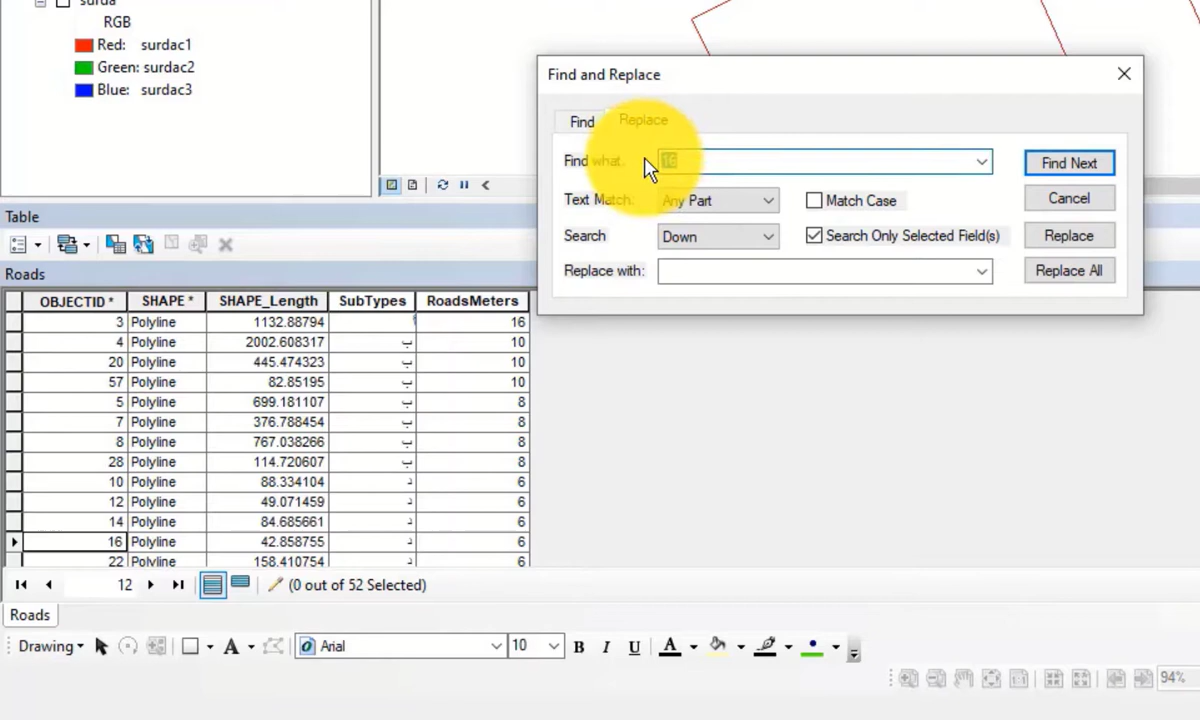 surda
RGB
Red: surdac1
Green: surdac2
Blue: surdac3
Find and Replace
Find Replace
Find what: 16 Find Next
Text Match: Any Part Match Case Cancel
Search Down Search Only Selected Field(s) Replace
Replace with: Replace All
Table
Roads
OBJECTID * SHAPE * SHAPE_Length SubTypes RoadsMeters
3 Polyline 1132.88794 16
4 Polyline 2002.608317 ب 10
20 Polyline 445.474323 ب 10
57 Polyline 82.85195 ب 10
5 Polyline 699.181107 ب 8
7 Polyline 376.788454 ب 8
8 Polyline 767.038266 ب 8
28 Polyline 114.720607 ب 8
10 Polyline 88.334104 د 6
12 Polyline 49.071459 د 6
14 Polyline 84.685661 د 6
16 Polyline 42.858755 د 6
22 Polyline 158.410754 د 6
12 (0 out of 52 Selected)
Roads
Drawing Arial 10 B I U A
94%